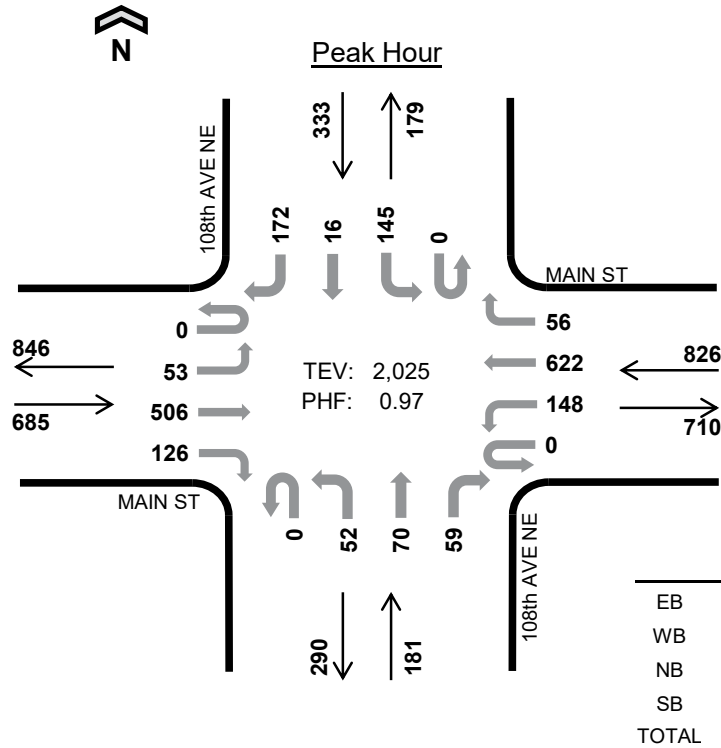 N
Peak Hour
333
179
108th AVE NE
172
16
145
0
MAIN ST
0
56
846
53
TEV: 2,025
622
826
685
506
PHF: 0.97
148
710
126
0
MAIN ST
0
52
70
59
108th AVE NE
290
181
EB
WB
NB
SB
TOTAL